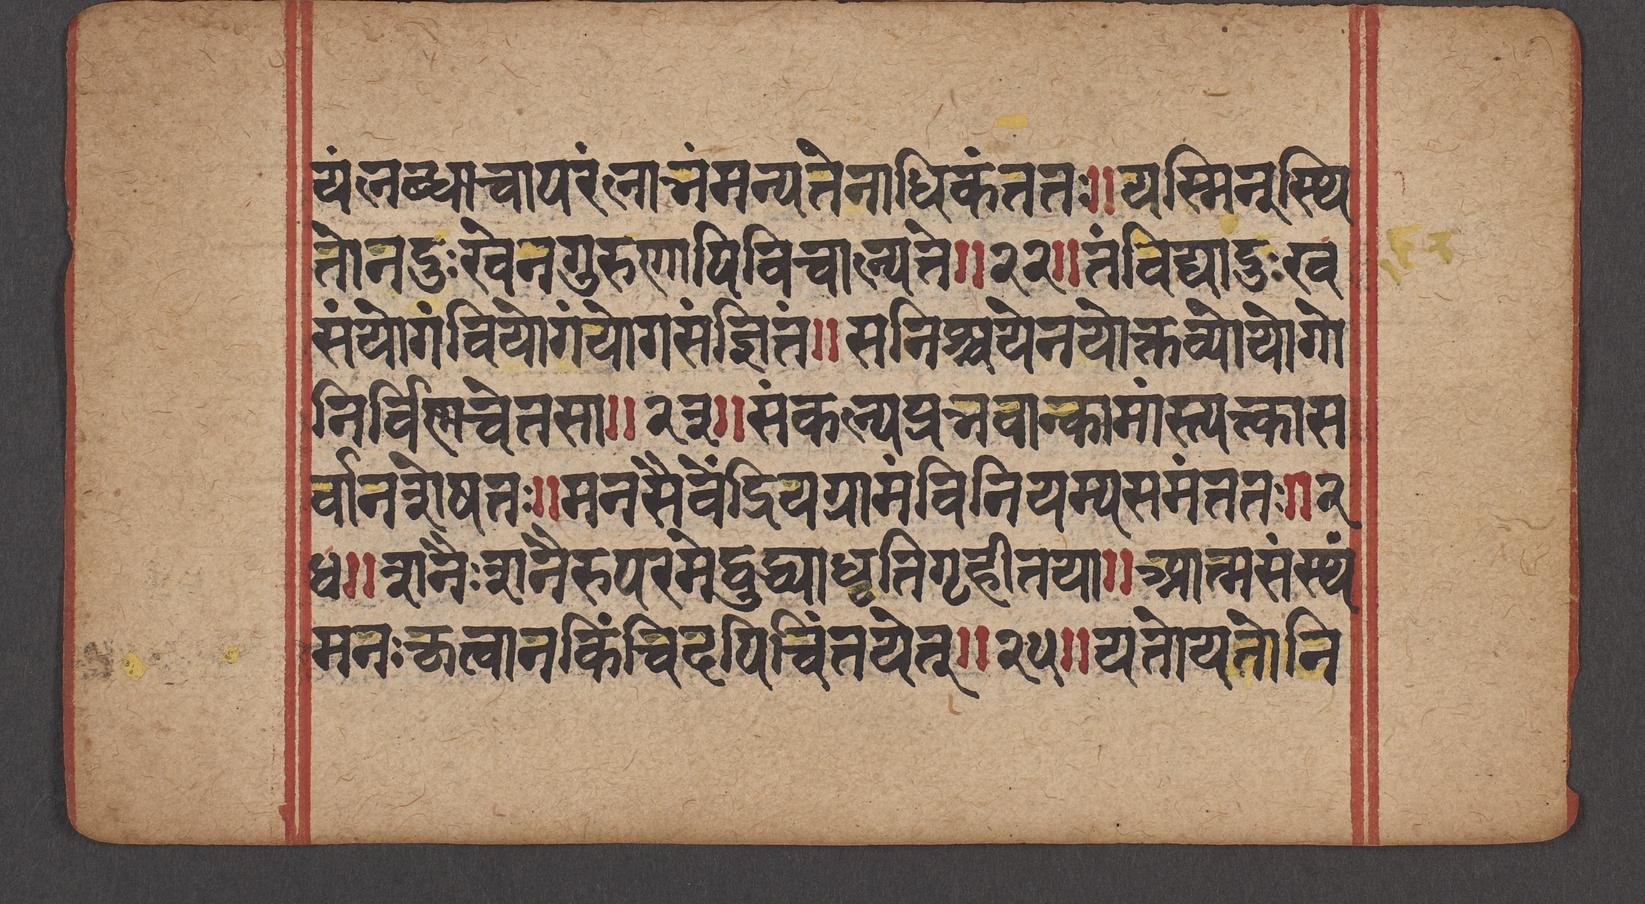 यंलब्ध्वाचापरंलाभंमन्यतेनाधिकंततः॥यस्मिन्स्थि
तोनदुःखेनगुरुणापिविचाल्यते॥२२॥तंविद्याद्दुःख
संयोगंवियोगंयोगसंज्ञितं॥सनिश्चयेनयोक्तव्योयोगो
निर्विण्णचेतसा॥२३॥संकल्पप्रभवान्कामांस्त्यत्कास
र्वानशेषतः॥मनसैवेंद्रियग्रामंविनियम्यसमंततः॥२
४॥शनैःशनैरुपरमेद्बुद्ध्याधृतिगृहीतया॥आत्मसंस्थं
मनःकृत्वानकिंचिदपिचिंतयेत्॥२५॥यतोयतोनि